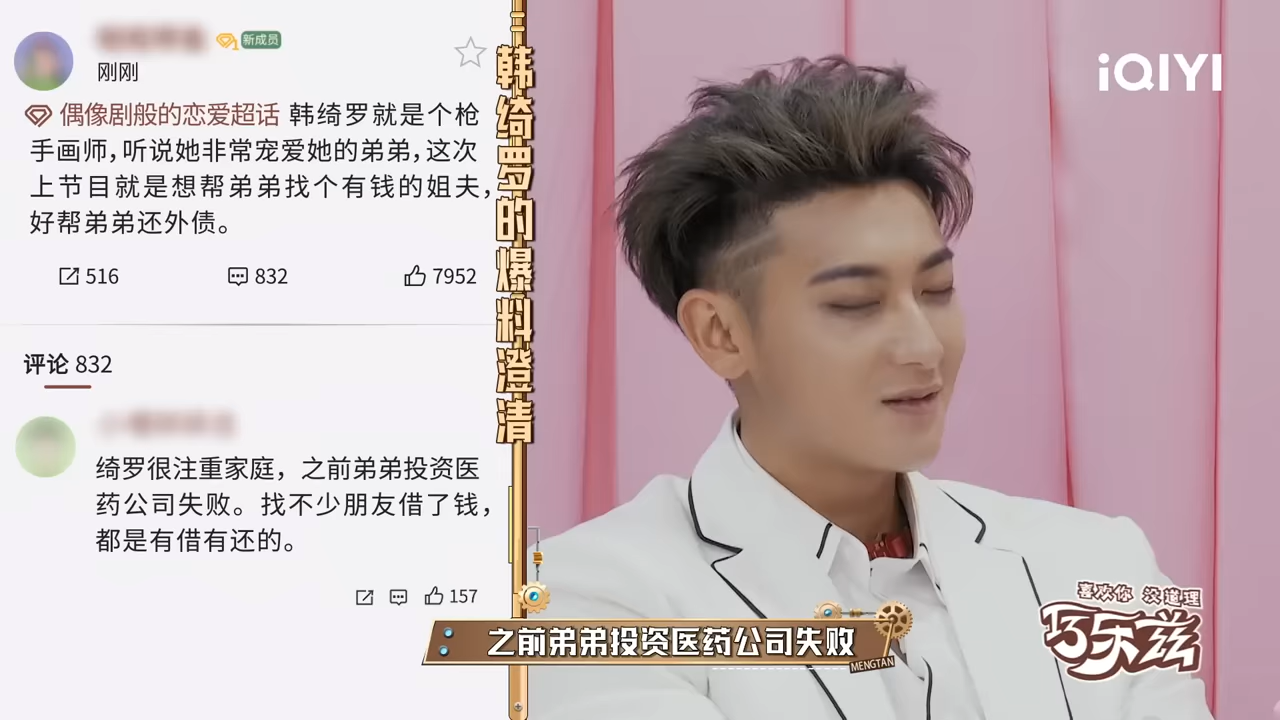 新成员
刚刚
偶像剧般的恋爱超话 韩绮罗就是个枪
手画师,听说她非常宠爱她的弟弟,这次
上节目就是想帮弟弟找个有钱的姐夫,
好帮弟弟还外债。
516
832
7952
评论 832
绮罗很注重家庭，之前弟弟投资医
药公司失败。找不少朋友借了钱，
都是有借有还的。
157
韩绮罗的爆料澄清
iQIYI
之前弟弟投资医药公司失败
MENGTAN
喜欢你 没道理
巧乐兹